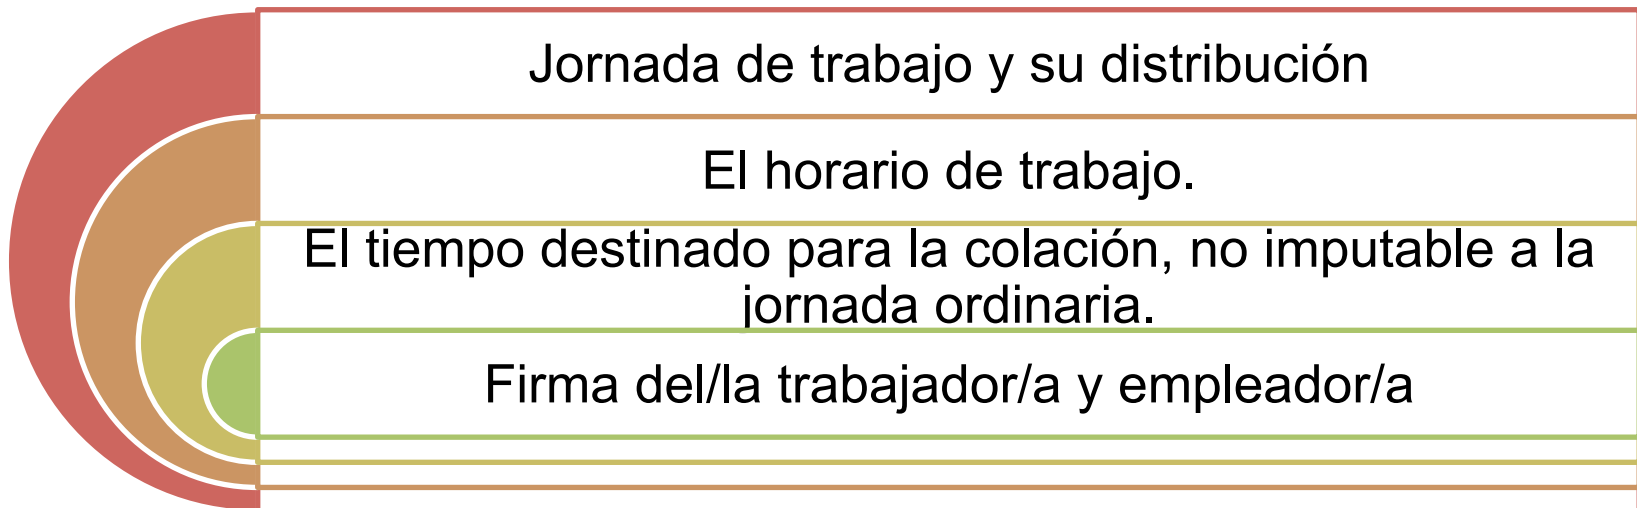 Jornada de trabajo y su distribución
El horario de trabajo.
El tiempo destinado para la colación, no imputable a la
jornada ordinaria.
Firma del/la trabajador/a y empleador/a